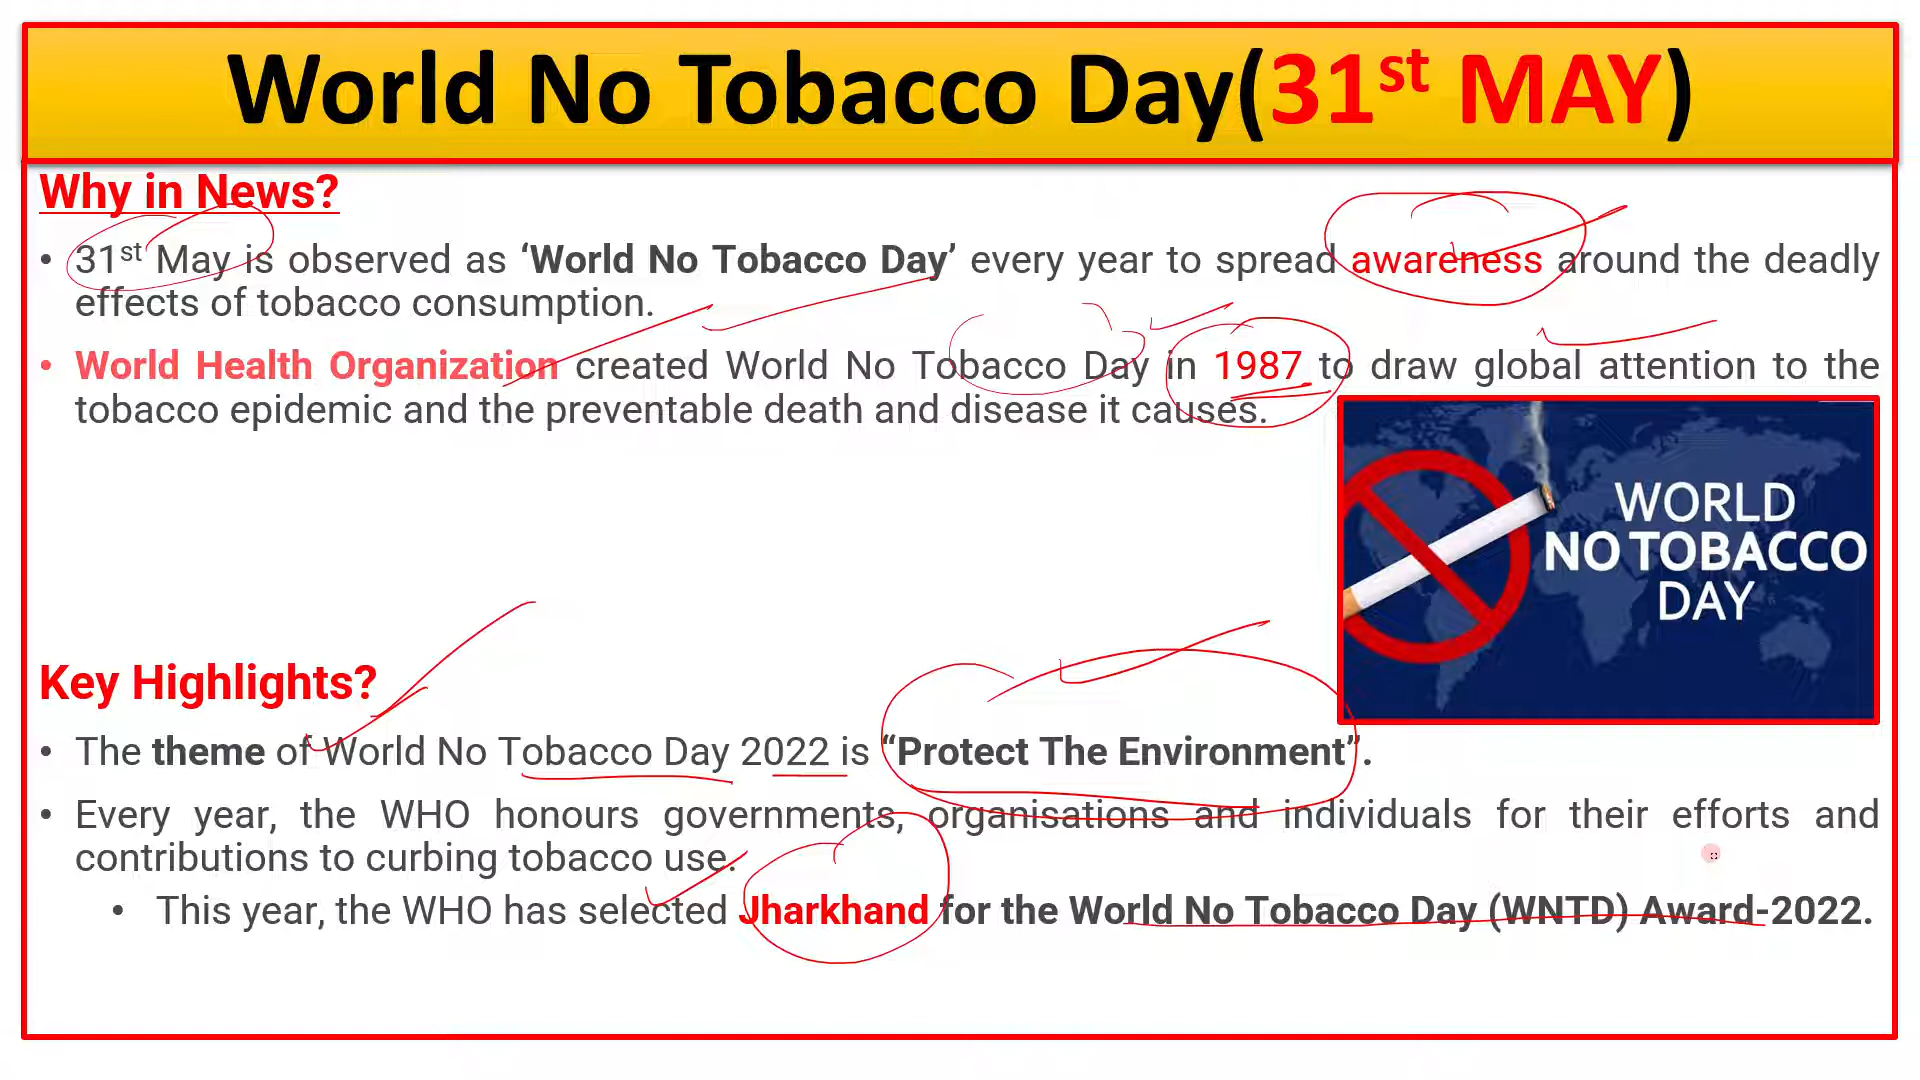 World No Tobacco Day(31st MAY)
Why in News?
• 31st May is observed as ‘World No Tobacco Day’ every year to spread awareness around the deadly
effects of tobacco consumption.
• World Health Organization created World No Tobacco Day in 1987 to draw global attention to the
tobacco epidemic and the preventable death and disease it causes.
WORLD
NO TOBACCO
DAY
Key Highlights?
• The theme of World No Tobacco Day 2022 is “Protect The Environment”.
• Every year, the WHO honours governments, organisations and individuals for their efforts and
contributions to curbing tobacco use.
• This year, the WHO has selected Jharkhand for the World No Tobacco Day (WNTD) Award-2022.